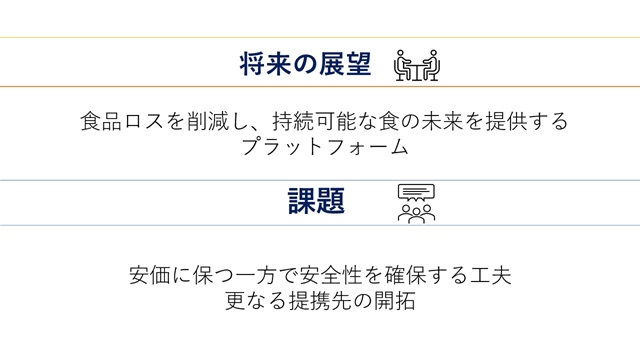 将来の展望
食品ロスを削減し、持続可能な食の未来を提供する
プラットフォーム
課題
安価に保つ一方で安全性を確保する工夫
更なる提携先の開拓